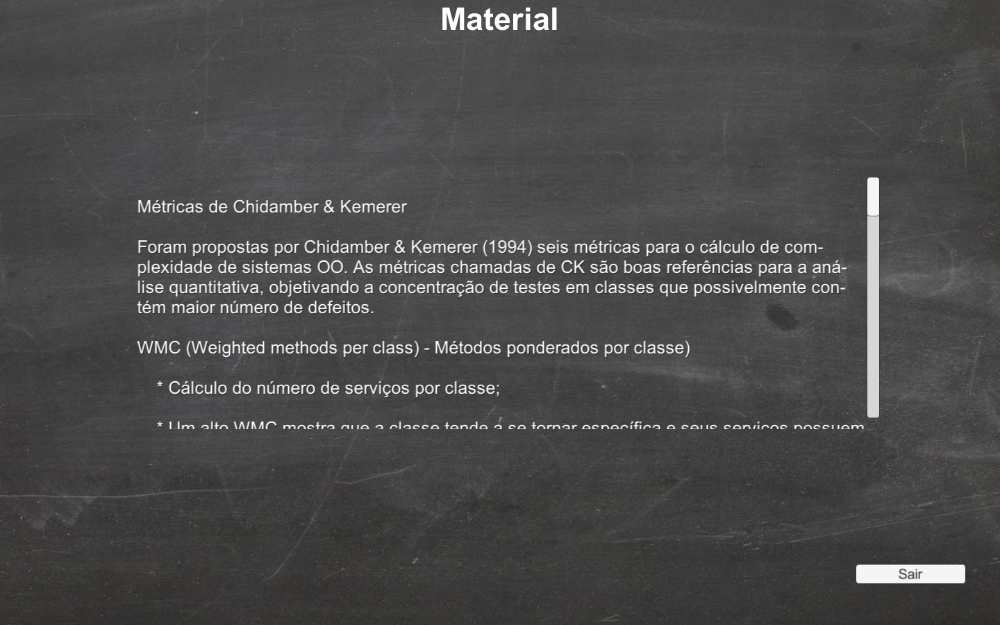 Material
Métricas de Chidamber & Kemerer
Foram propostas por Chidamber & Kemerer (1994) seis métricas para o cálculo de com-
plexidade de sistemas OO. As métricas chamadas de CK são boas referências para a aná-
lise quantitativa, objetivando a concentração de testes em classes que possivelmente con-
tém maior número de defeitos.
WMC (Weighted methods per class) - Métodos ponderados por classe)
* Cálculo do número de serviços por classe;
* Um alto WMC mostra que a classe tende a se tornar específica e seus serviços possuem
Sair